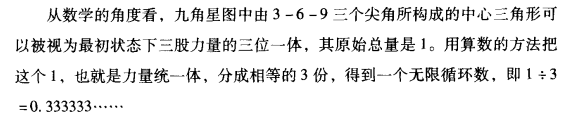 从数学的角度看，九角星图中由 3－6－9 三个尖角所构成的中心三角形可
以被视为最初状态下三股力量的三位一体，其原始总量是 1。用算数的方法把
这个 1，也就是力量统一体，分成相等的 3 份，得到一个无限循环数，即 1÷3
=0.333333……